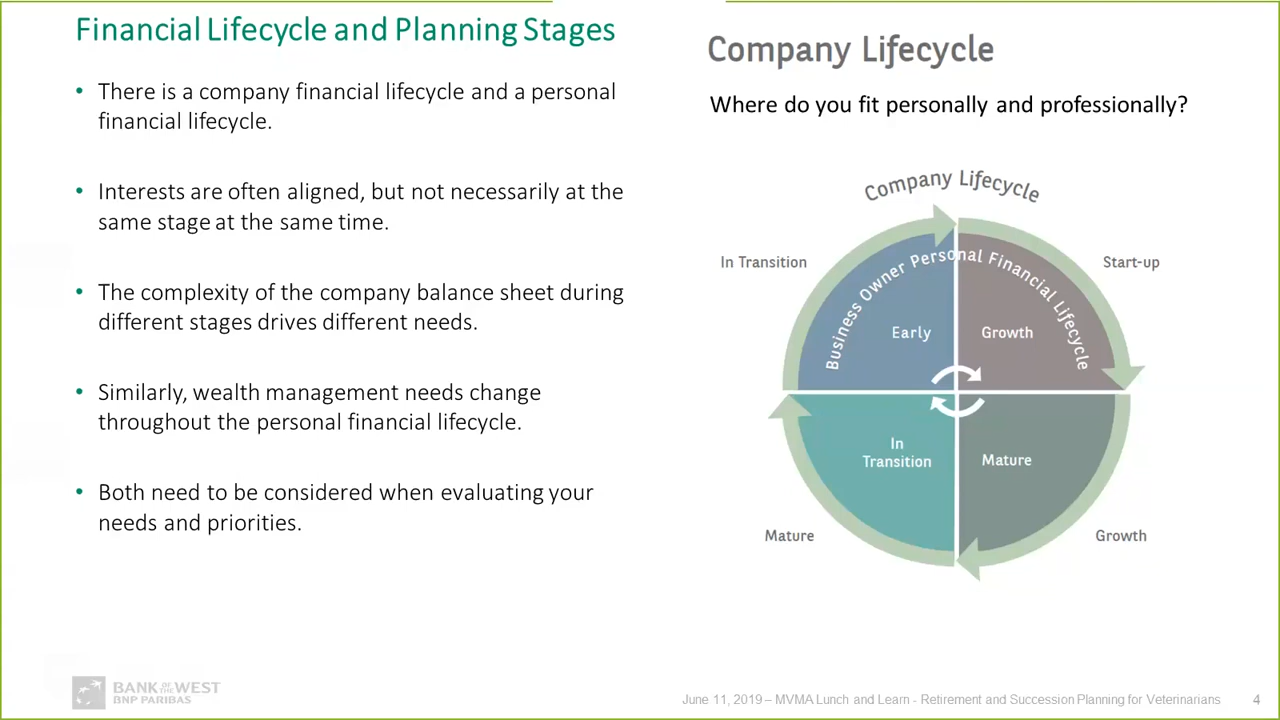 Financial Lifecycle and Planning Stages
• There is a company financial lifecycle and a personal
financial lifecycle.
• Interests are often aligned, but not necessarily at the
same stage at the same time.
• The complexity of the company balance sheet during
different stages drives different needs.
• Similarly, wealth management needs change
throughout the personal financial lifecycle.
• Both need to be considered when evaluating your
needs and priorities.
Company Lifecycle
Where do you fit personally and professionally?
Company Lifecycle
In Transition
Start-up
Business Owner Personal Financial Lifecycle
Early
Growth
In
Transition
Mature
Mature
Growth
BANK OF THE WEST
BNP PARIBAS
June 11, 2019 – MVMA Lunch and Learn - Retirement and Succession Planning for Veterinarians
4